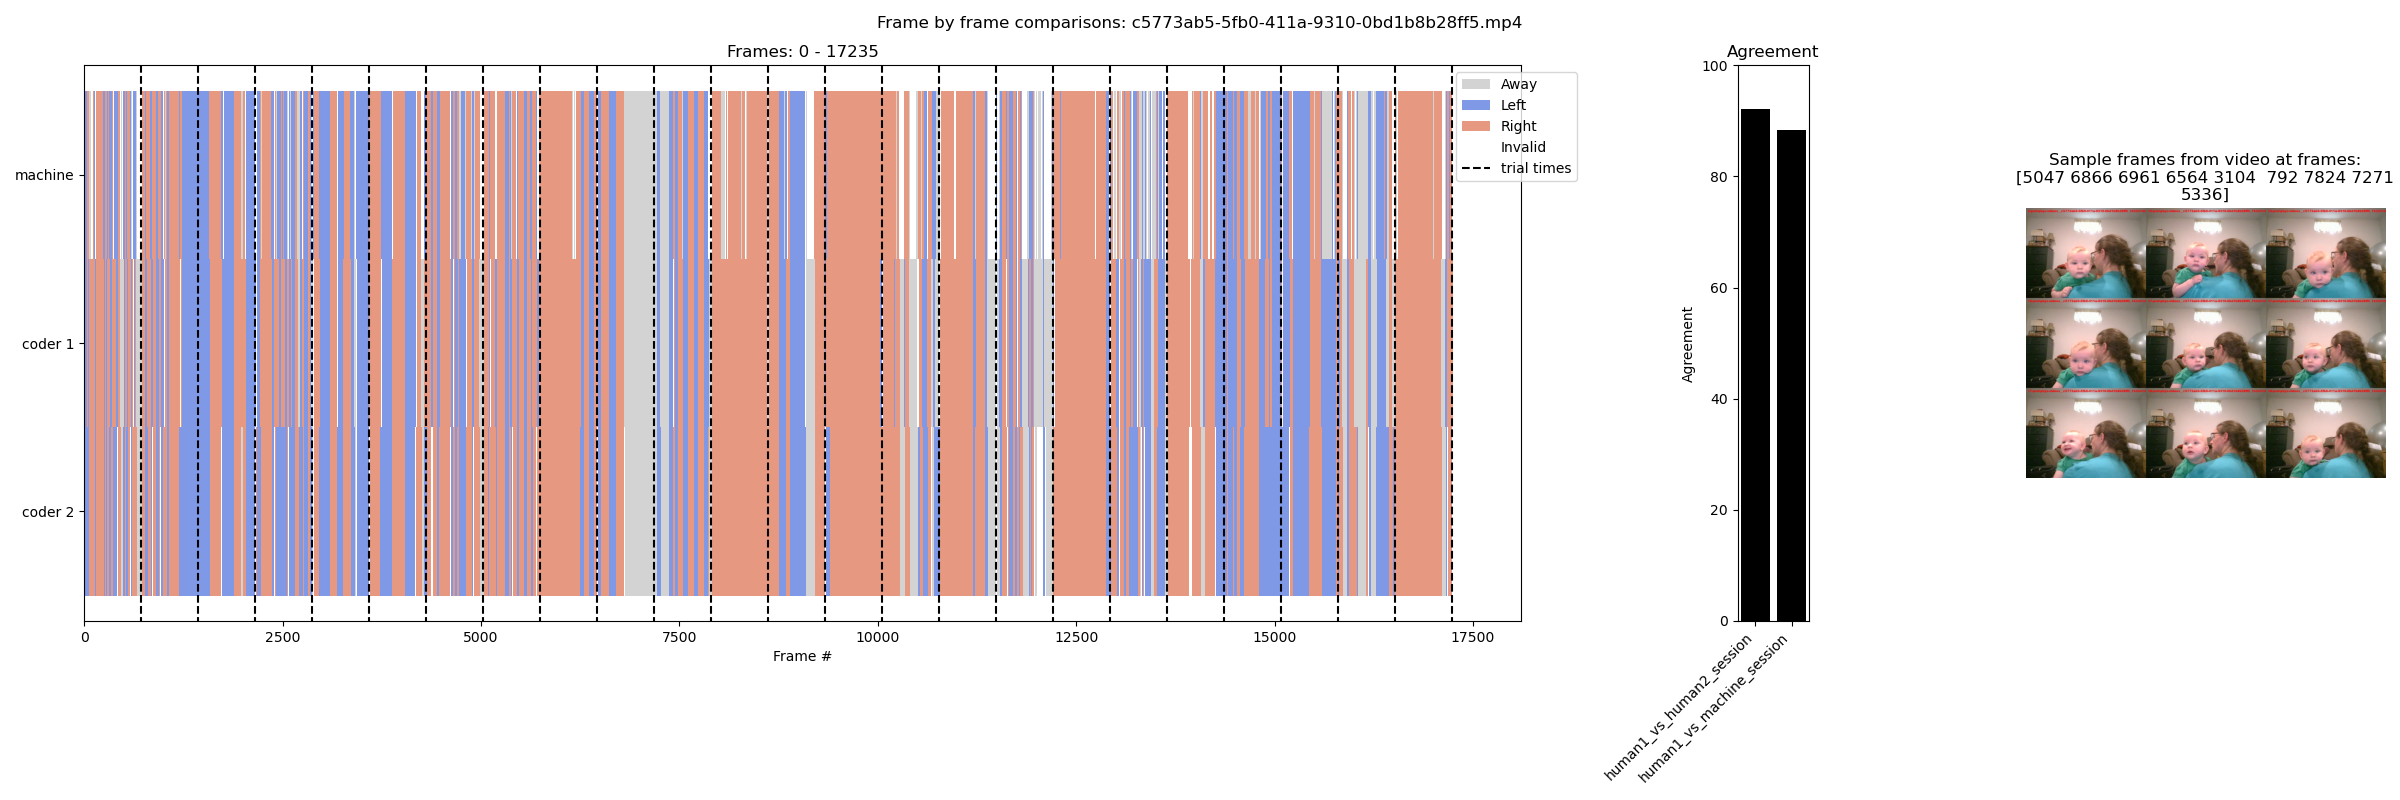 Frame by frame comparisons: c5773ab5-5fb0-411a-9310-0bd1b8b28ff5.mp4
Frames: 0 - 17235
machine
coder 1
coder 2
0
2500
5000
7500
10000
12500
15000
17500
Frame #
Away
Left
Right
Invalid
trial times
Agreement
100
80
60
40
20
0
Agreement
human1_vs_human2_session
human1_vs_machine_session
Sample frames from video at frames:
[5047 6866 6961 6564 3104  792 7824 7271
5336]